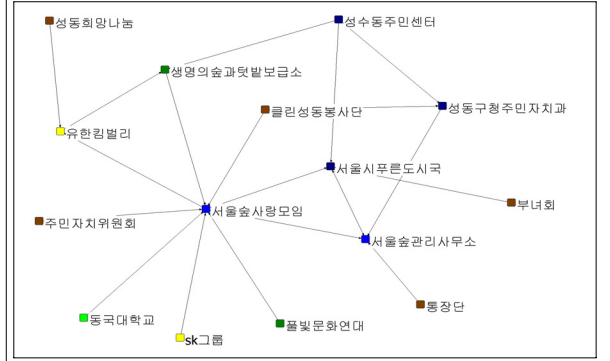 성동희망나눔
성수동주민센터
생명의숲과텃밭보급소
클린성동봉사단
성동구청주민자치과
유한킴벌리
서울시푸른도시국
부녀회
서울숲사랑모임
주민자치위원회
서울숲관리사무소
통장단
동국대학교
풀빛문화연대
sk그룹